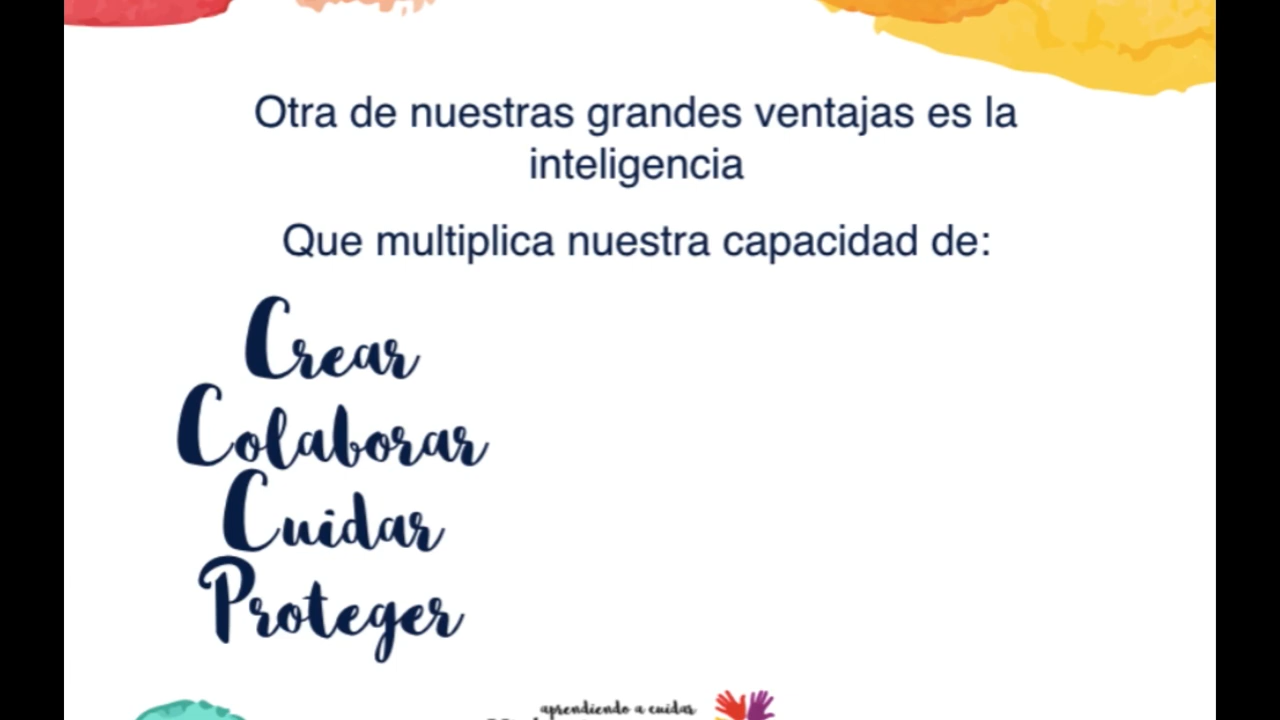 Otra de nuestras grandes ventajas es la
inteligencia
Que multiplica nuestra capacidad de:
Crear
Colaborar
Cuidar
Proteger
aprendiendo a cuidar